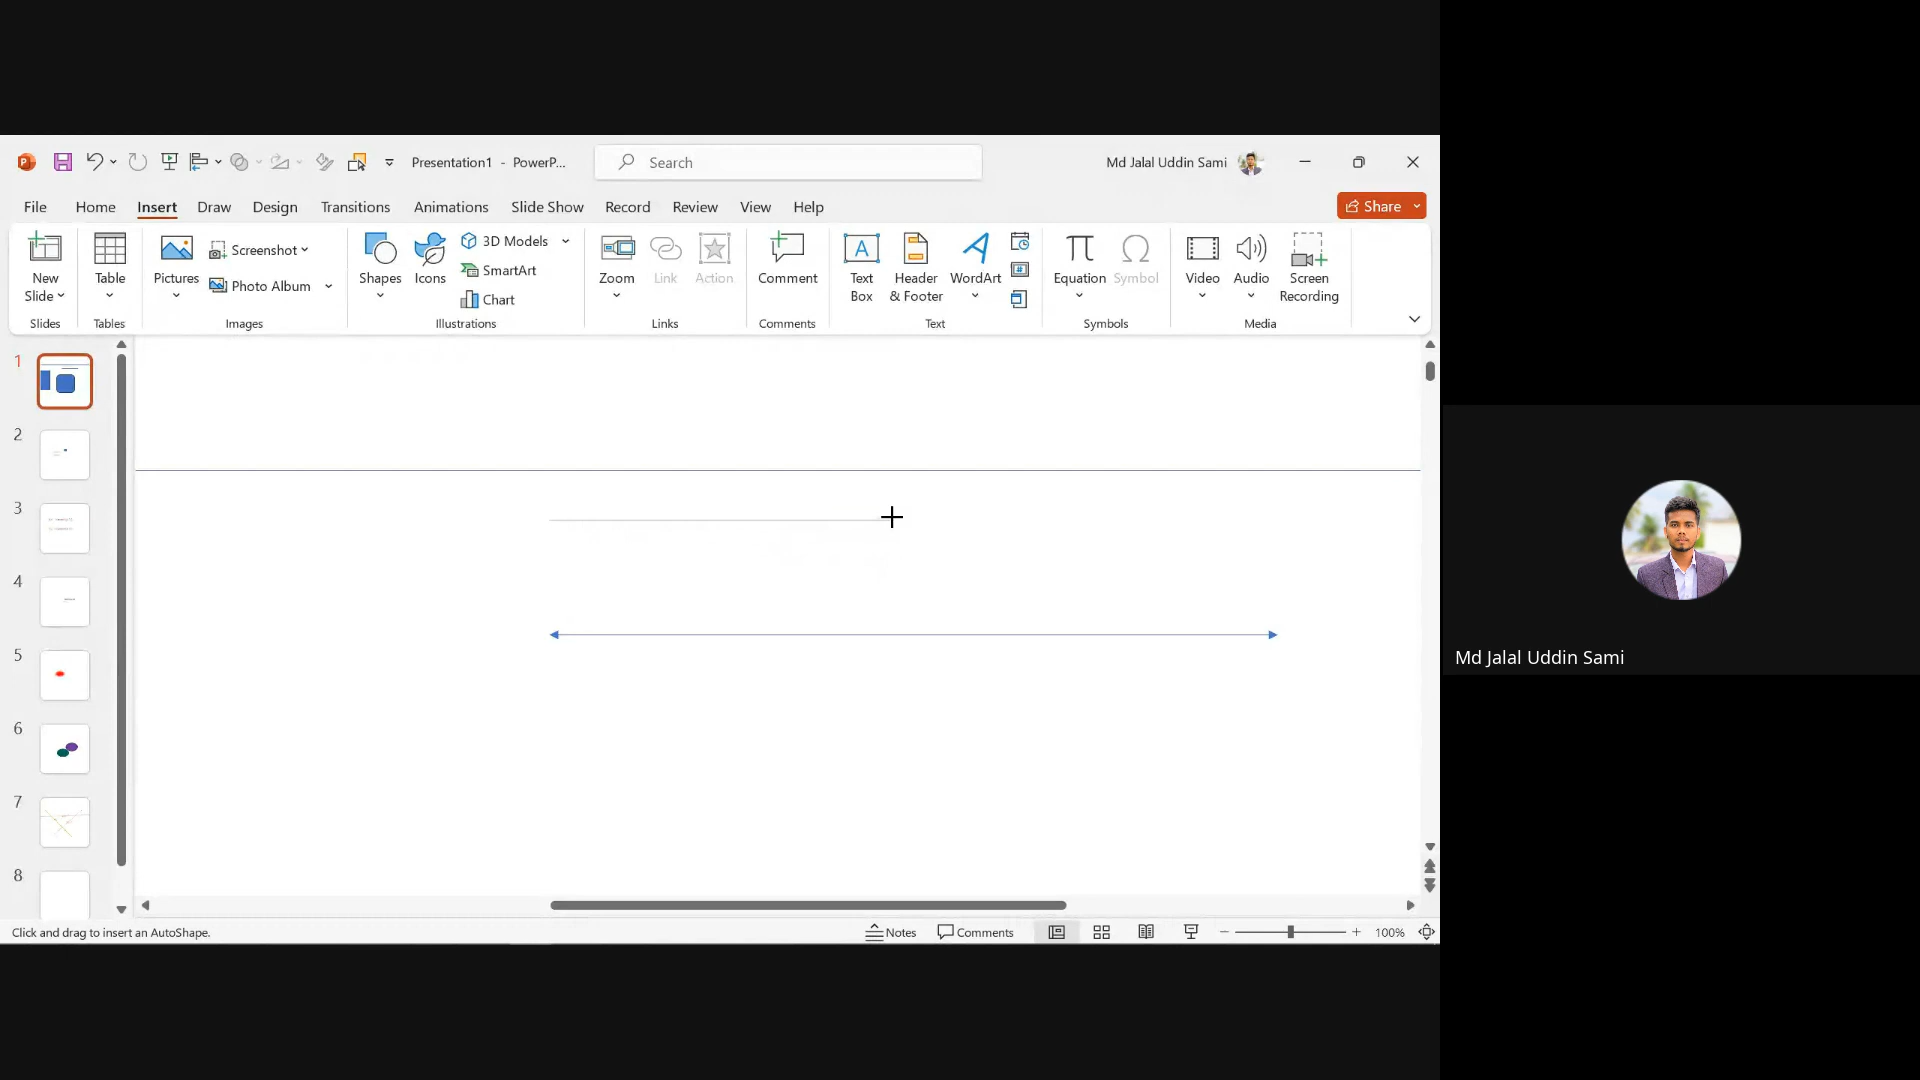 Presentation1 - PowerP...
Search
Md Jalal Uddin Sami
File Home Insert Draw Design Transitions Animations Slide Show Record Review View Help
Share
New Slide
Slides
Table
Tables
Pictures
Screenshot
Photo Album
Images
Shapes
Icons
3D Models
SmartArt
Chart
Illustrations
Zoom
Link
Action
Links
Comment
Comments
Text Box
Header & Footer
WordArt
Text
Equation
Symbol
Symbols
Video
Audio
Screen Recording
Media
1
2
3
4
5
6
7
8
Click and drag to insert an AutoShape.
Notes
Comments
100%
Md Jalal Uddin Sami